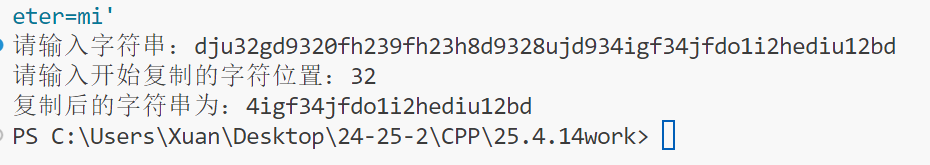 eter=mi'
请输入字符串：dju32gd9320fh239fh23h8d9328ujd934igf34jfdo1i2hediu12bd
请输入开始复制的字符位置：32
复制后的字符串为：4igf34jfdo1i2hediu12bd
PS C:\Users\Xuan\Desktop\24-25-2\CPP\25.4.14work>